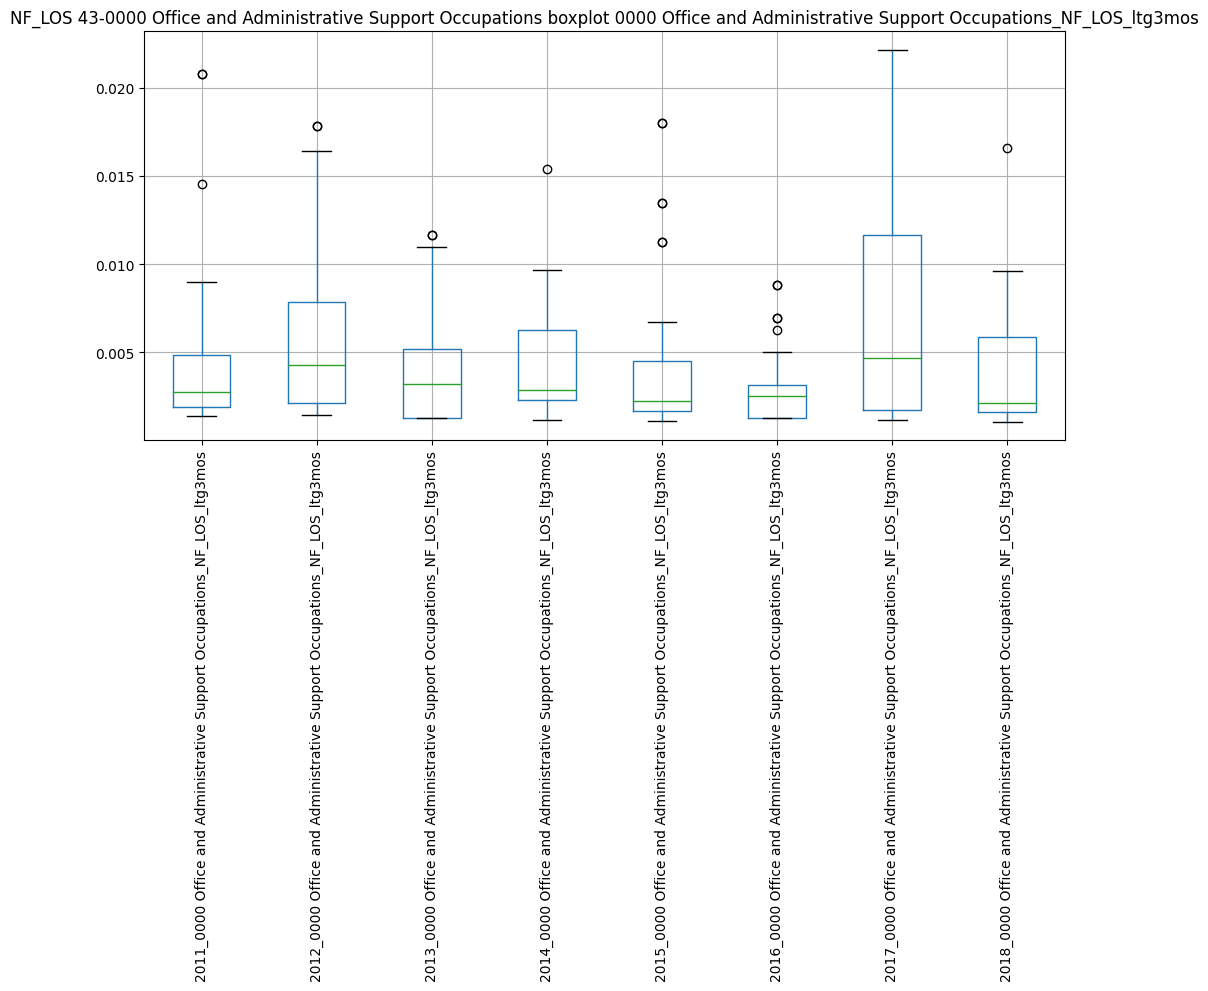 NF_LOS 43-0000 Office and Administrative Support Occupations boxplot 0000 Office and Administrative Support Occupations_NF_LOS_ltg3mos
0.020
0.015
0.010
0.005
2011_0000 Office and Administrative Support Occupations_NF_LOS_ltg3mos
2012_0000 Office and Administrative Support Occupations_NF_LOS_ltg3mos
2013_0000 Office and Administrative Support Occupations_NF_LOS_ltg3mos
2014_0000 Office and Administrative Support Occupations_NF_LOS_ltg3mos
2015_0000 Office and Administrative Support Occupations_NF_LOS_ltg3mos
2016_0000 Office and Administrative Support Occupations_NF_LOS_ltg3mos
2017_0000 Office and Administrative Support Occupations_NF_LOS_ltg3mos
2018_0000 Office and Administrative Support Occupations_NF_LOS_ltg3mos